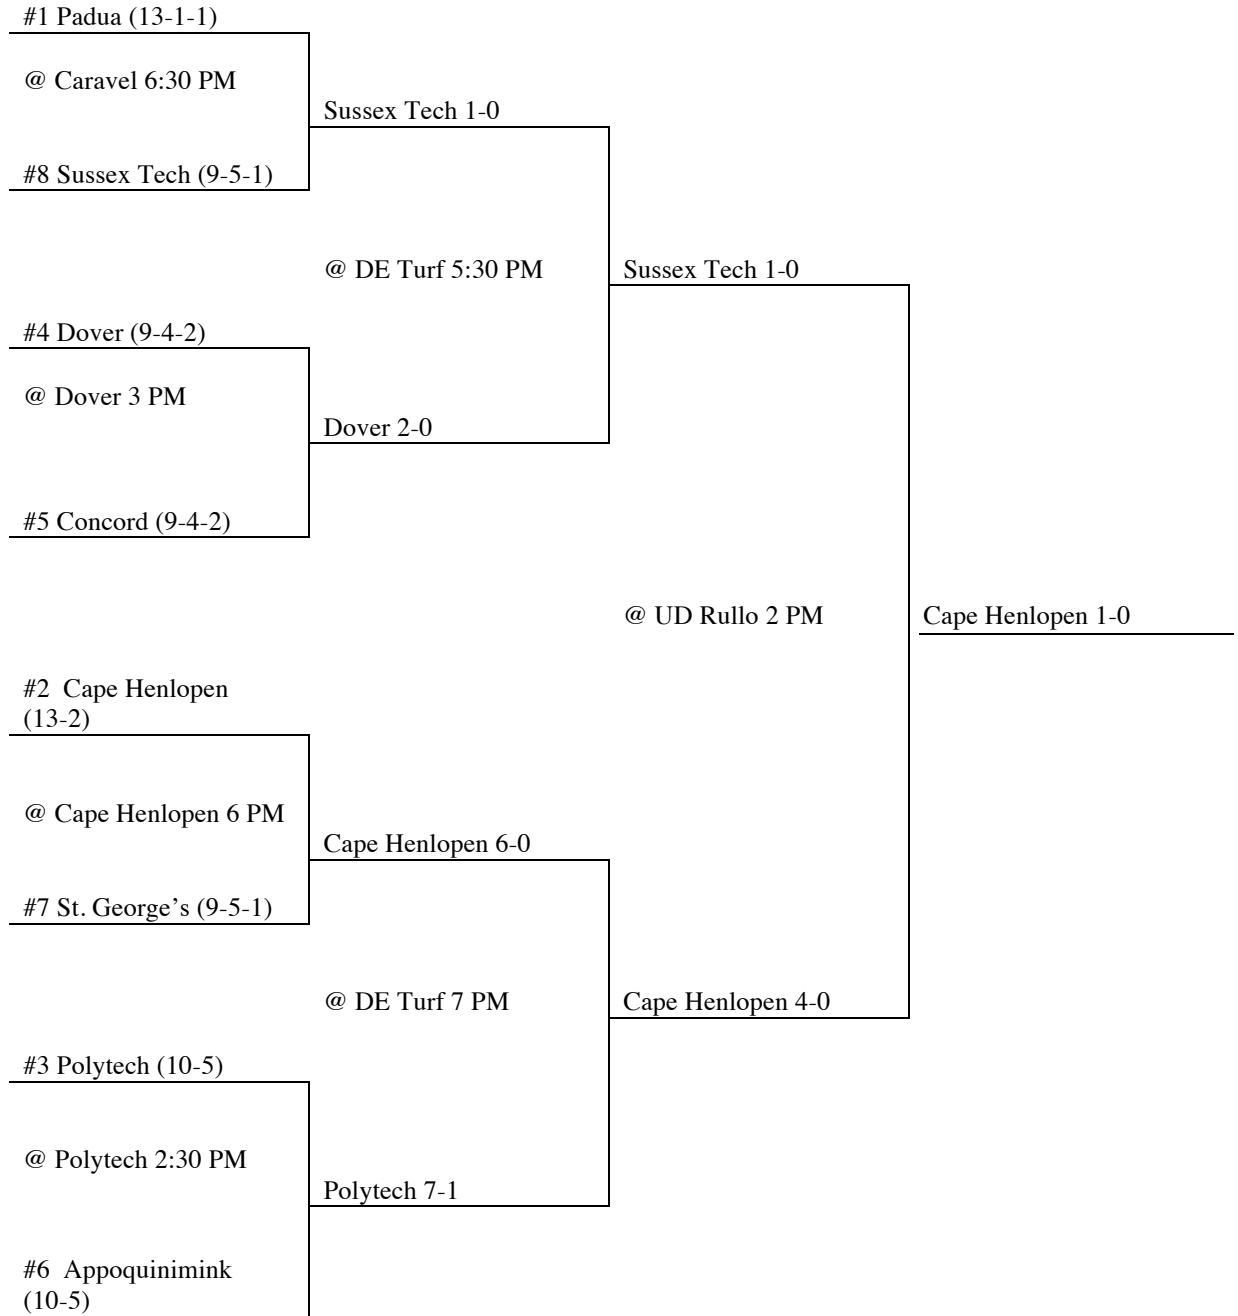 #1 Padua (13-1-1)
@ Caravel 6:30 PM
Sussex Tech 1-0
#8 Sussex Tech (9-5-1)
@ DE Turf 5:30 PM
Sussex Tech 1-0
#4 Dover (9-4-2)
@ Dover 3 PM
Dover 2-0
#5 Concord (9-4-2)
@ UD Rullo 2 PM
Cape Henlopen 1-0
#2  Cape Henlopen
(13-2)
@ Cape Henlopen 6 PM
Cape Henlopen 6-0
#7 St. George’s (9-5-1)
@ DE Turf 7 PM
Cape Henlopen 4-0
#3 Polytech (10-5)
@ Polytech 2:30 PM
Polytech 7-1
#6  Appoquinimink
(10-5)